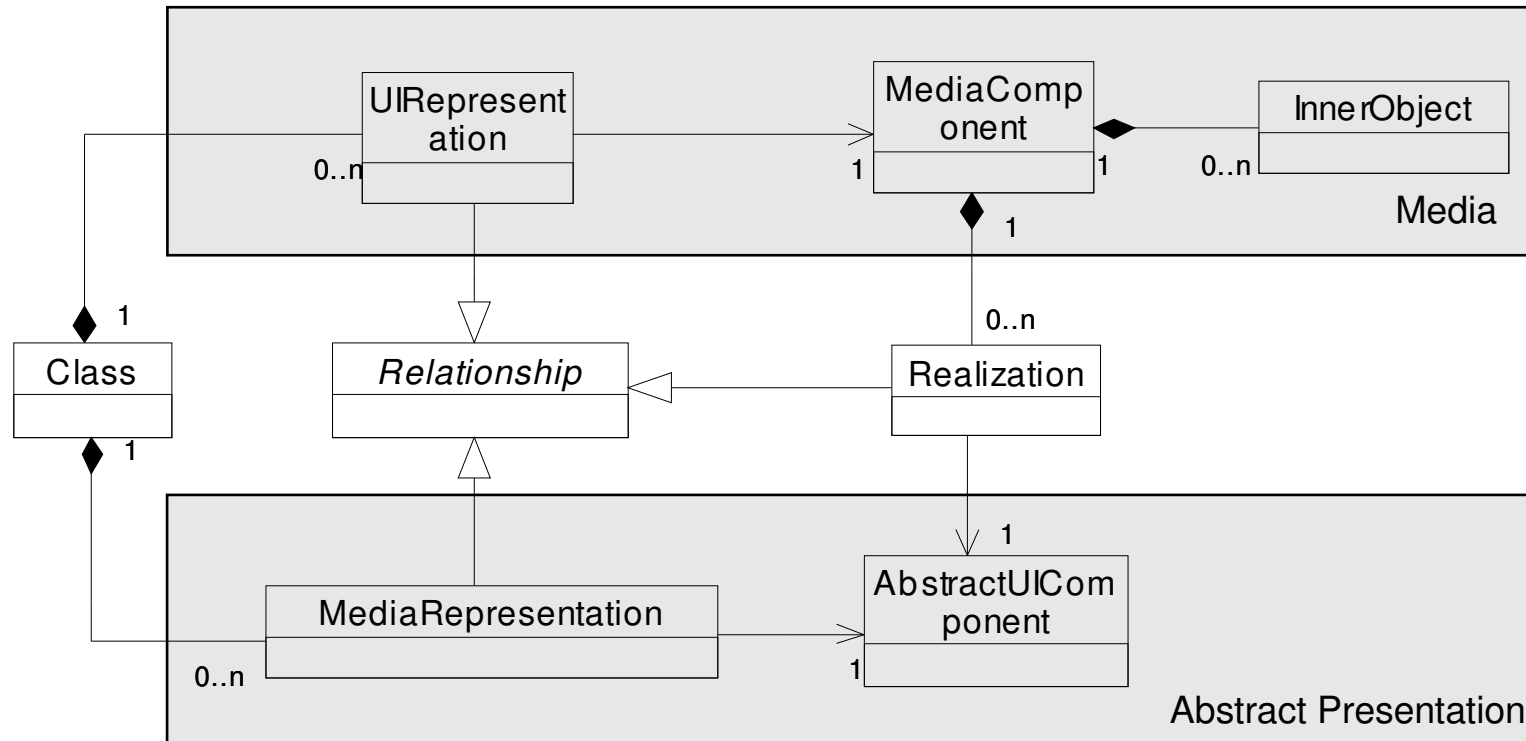 UIRepresent
ation
0..n
1
MediaComp
onent
1
1
InnerObject
0..n
Media
1
Class
1
Relationship
0..n
Realization
1
MediaRepresentation
0..n
AbstractUICom
ponent
1
Abstract Presentation